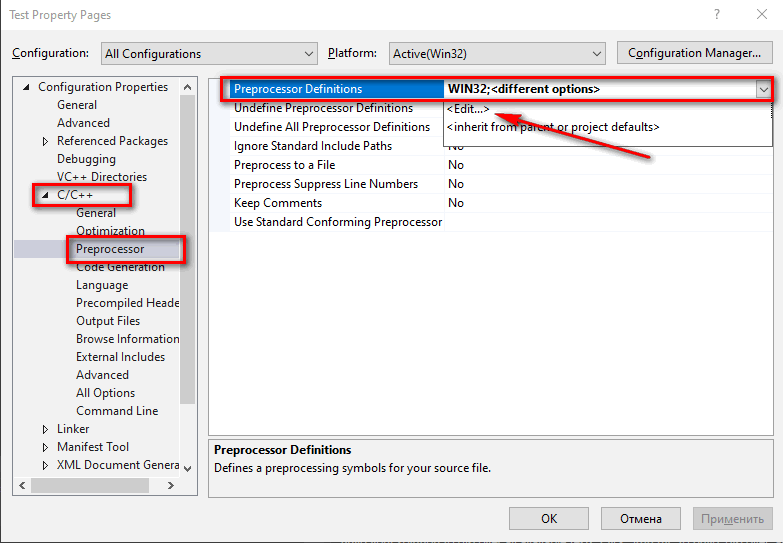 Test Property Pages
? ×
Configuration: All Configurations Platform: Active(Win32) Configuration Manager...
Configuration Properties
General
Advanced
Referenced Packages
Debugging
VC++ Directories
C/C++
General
Optimization
Preprocessor
Code Generation
Language
Precompiled Heade
Output Files
Browse Information
External Includes
Advanced
All Options
Command Line
Linker
Manifest Tool
XML Document Genera
Preprocessor Definitions WIN32;<different options>
Undefine Preprocessor Definitions <Edit...>
Undefine All Preprocessor Definitions <inherit from parent or project defaults>
Ignore Standard Include Paths No
Preprocess to a File No
Preprocess Suppress Line Numbers No
Keep Comments No
Use Standard Conforming Preprocessor
Preprocessor Definitions
Defines a preprocessing symbols for your source file.
OK Отмена Применить